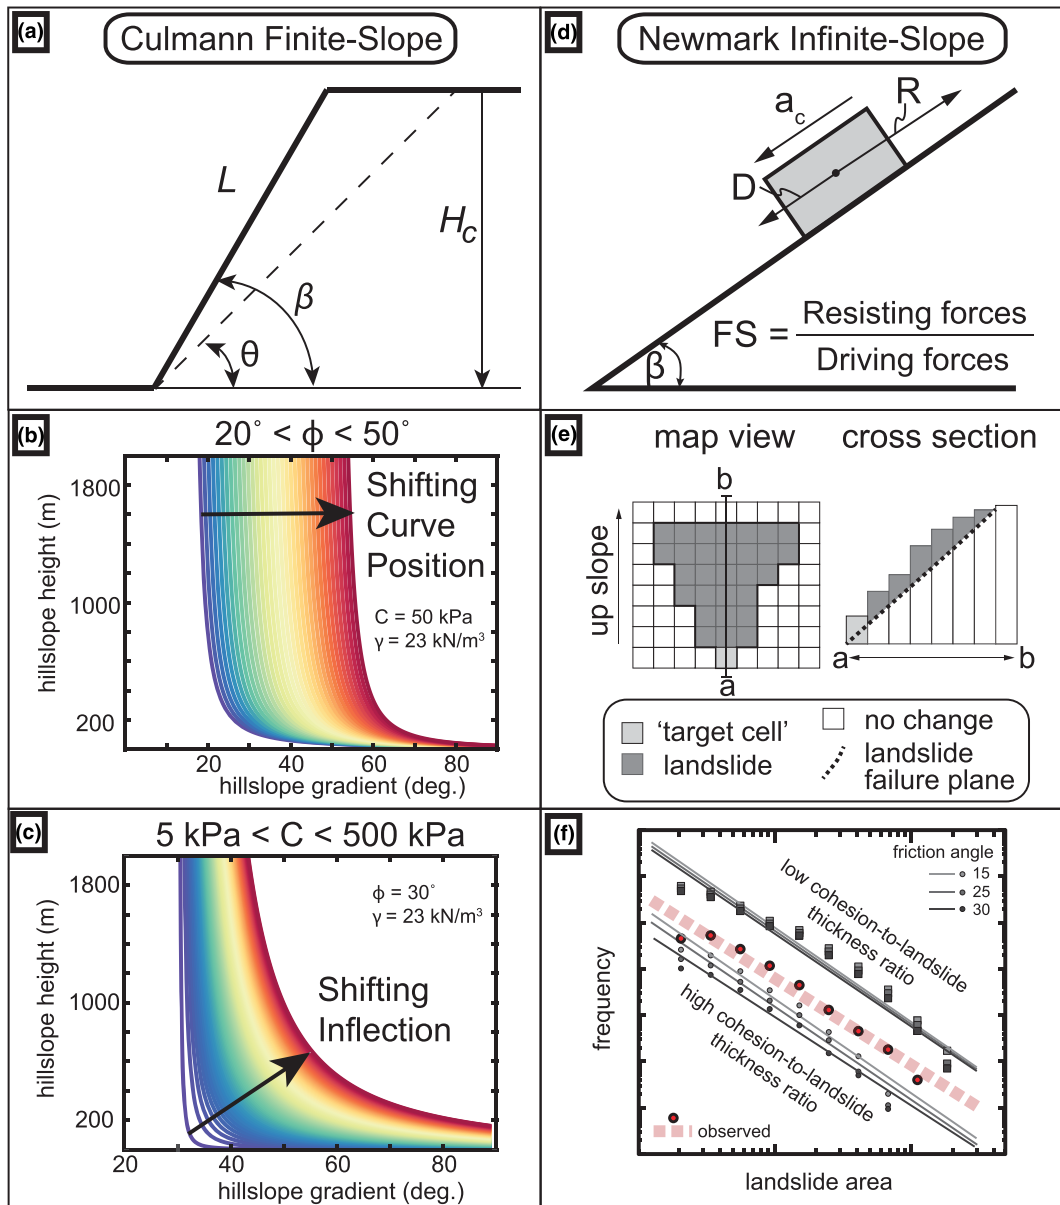 (a)
Culmann Finite-Slope
L
H_c
β
θ
(d)
Newmark Infinite-Slope
a_c
R
D
FS = Resisting forces
Driving forces
β
(b)
20° < ϕ < 50°
hillslope height (m)
1800
1000
200
Shifting
Curve
Position
C = 50 kPa
γ = 23 kN/m³
20
40
60
80
hillslope gradient (deg.)
(e)
map view
cross section
up slope
b
a
a
b
'target cell'
landslide
no change
landslide
failure plane
(c)
5 kPa < C < 500 kPa
hillslope height (m)
1800
1000
200
ϕ = 30°
γ = 23 kN/m³
Shifting
Inflection
20
40
60
80
hillslope gradient (deg.)
(f)
frequency
friction angle
15
25
30
low cohesion-to-landslide
thickness ratio
high cohesion-to-landslide
thickness ratio
observed
landslide area